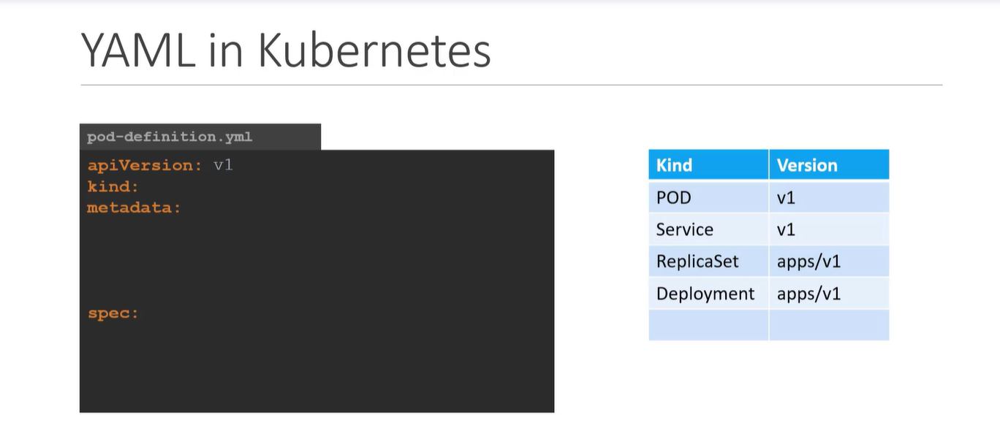 YAML in Kubernetes
pod-definition.yml
apiVersion: v1
kind:
metadata:
spec:
Kind Version
POD v1
Service v1
ReplicaSet apps/v1
Deployment apps/v1